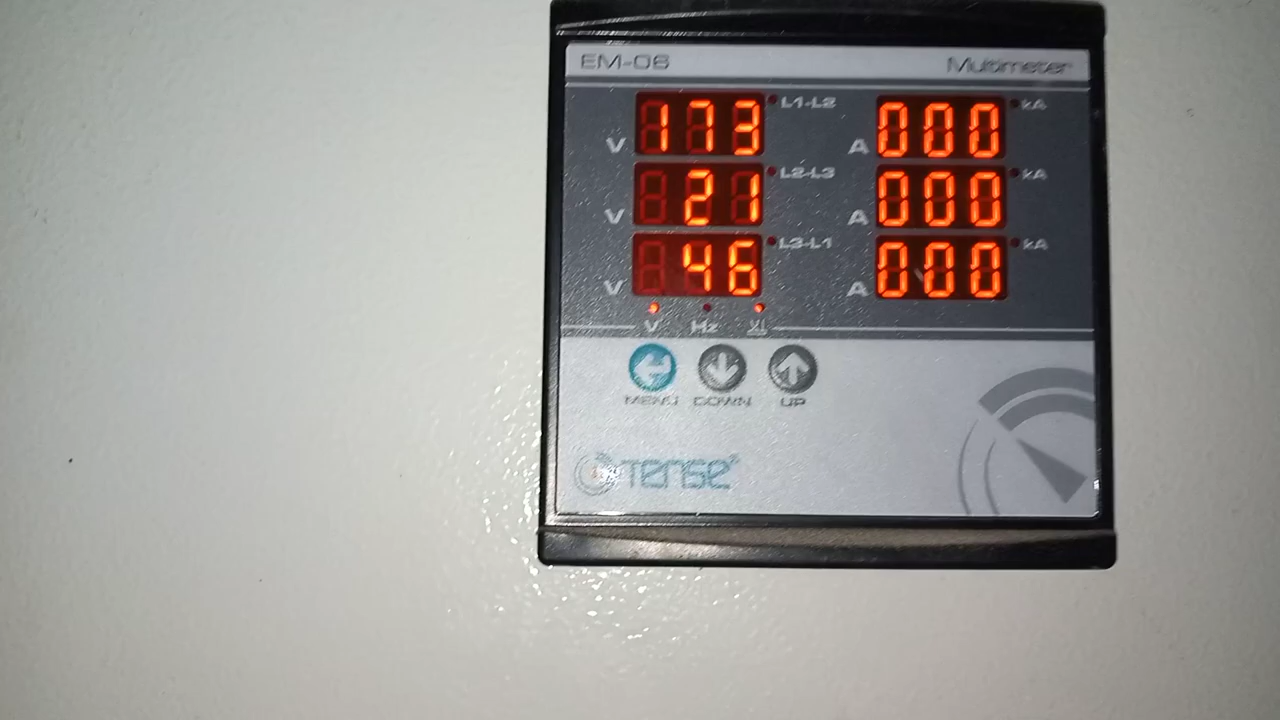 EM-06 Multimeter
V 173 L1-L2 A 000 kA
V 21 L2-L3 A 000 kA
V 46 L3-L1 A 000 kA
V Hz
MENU DOWN UP
TENSE